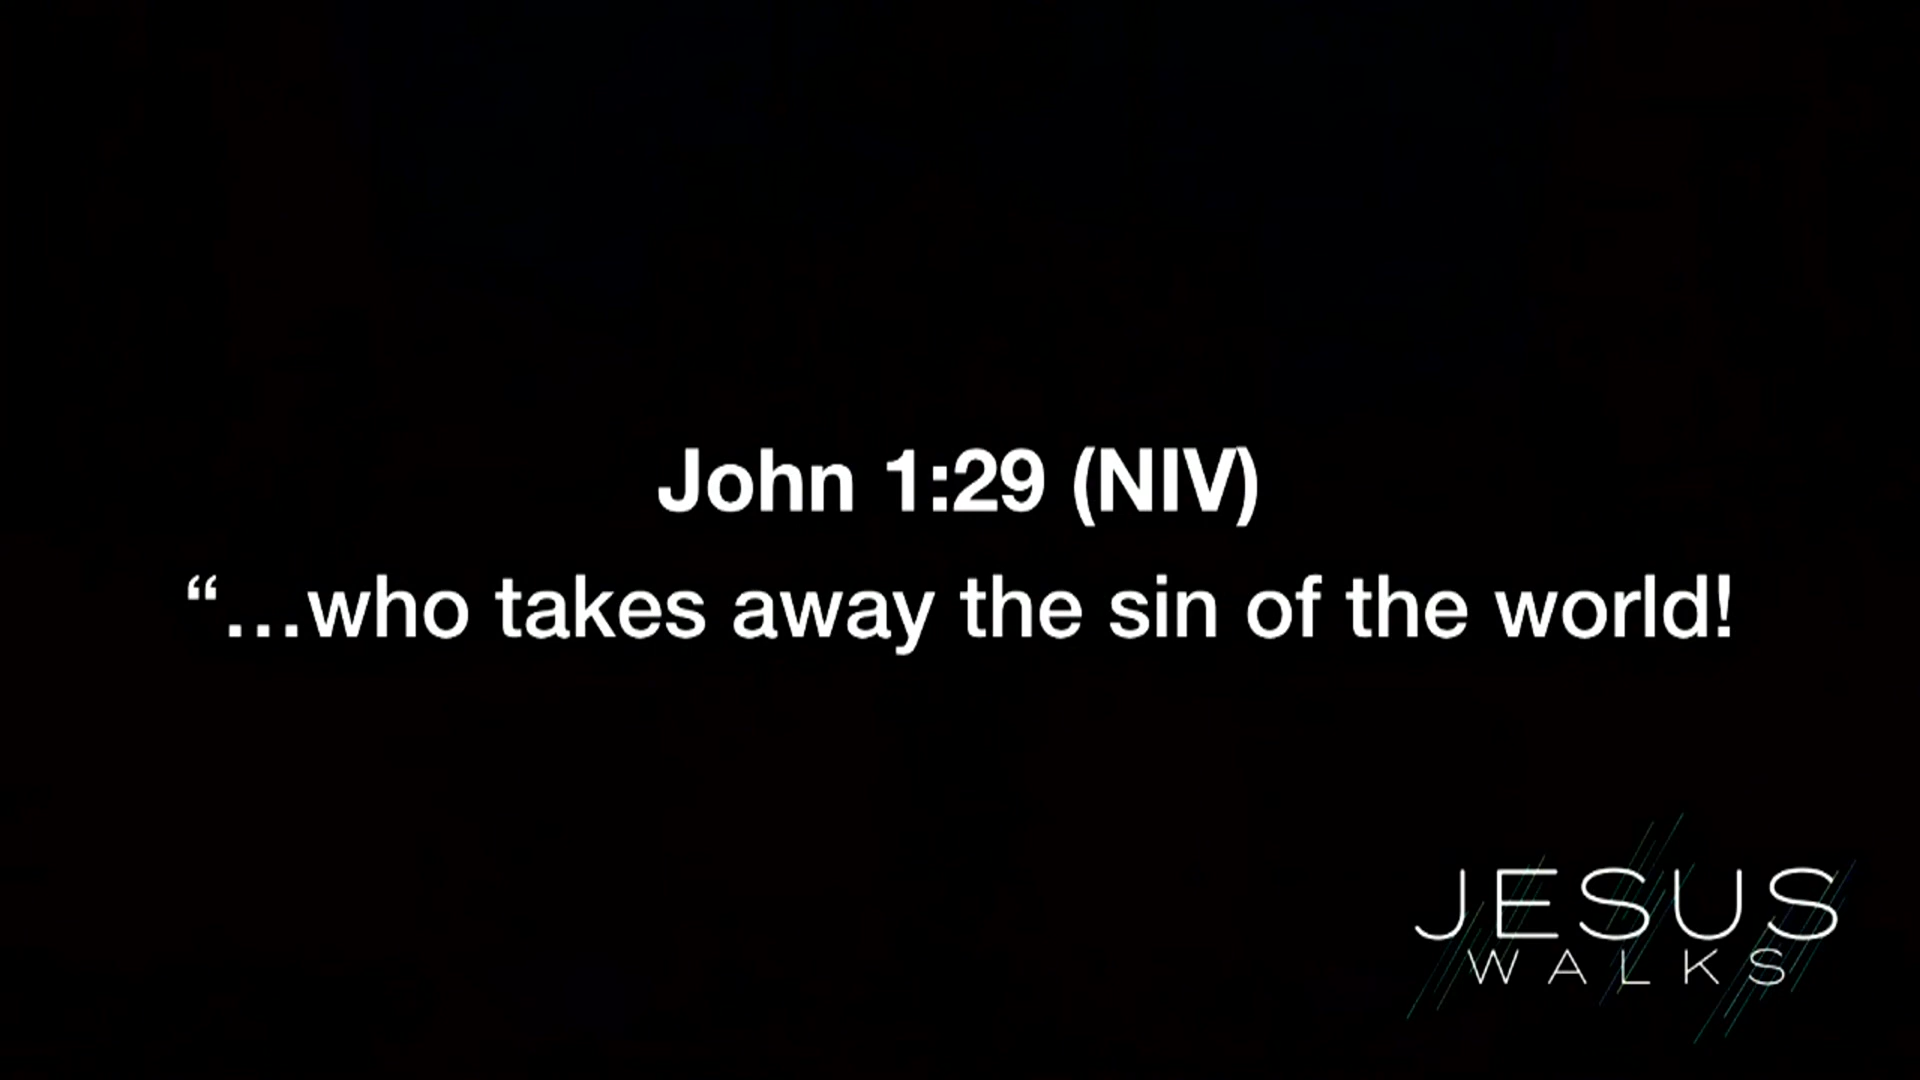 John 1:29 (NIV)
“…who takes away the sin of the world!
JESUS
WALKS